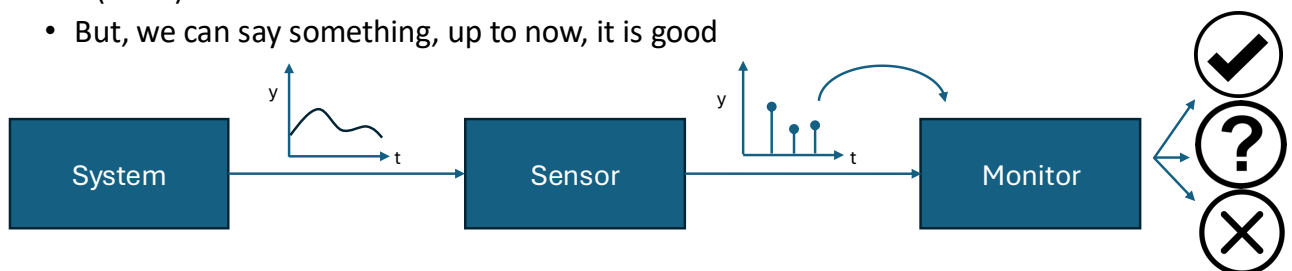 • But, we can say something, up to now, it is good
y
t
y
t
System
Sensor
Monitor
?